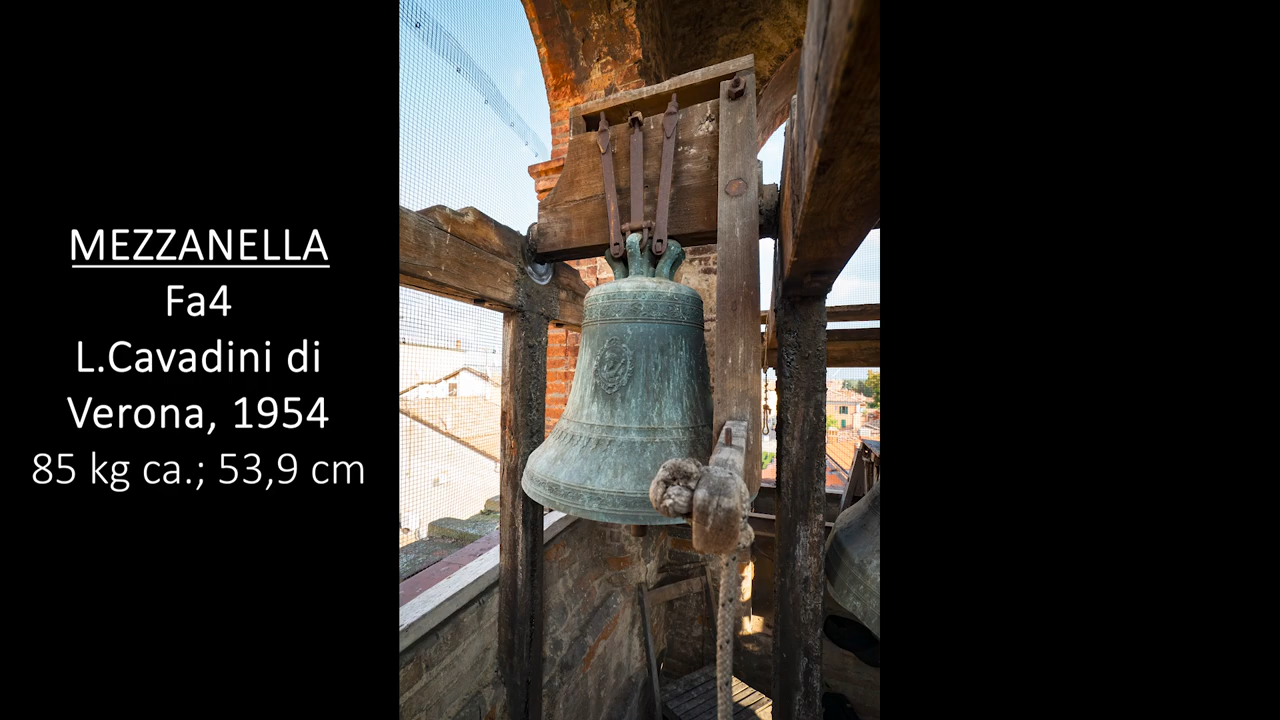 MEZZANELLA
Fa4
L.Cavadini di
Verona, 1954
85 kg ca.; 53,9 cm